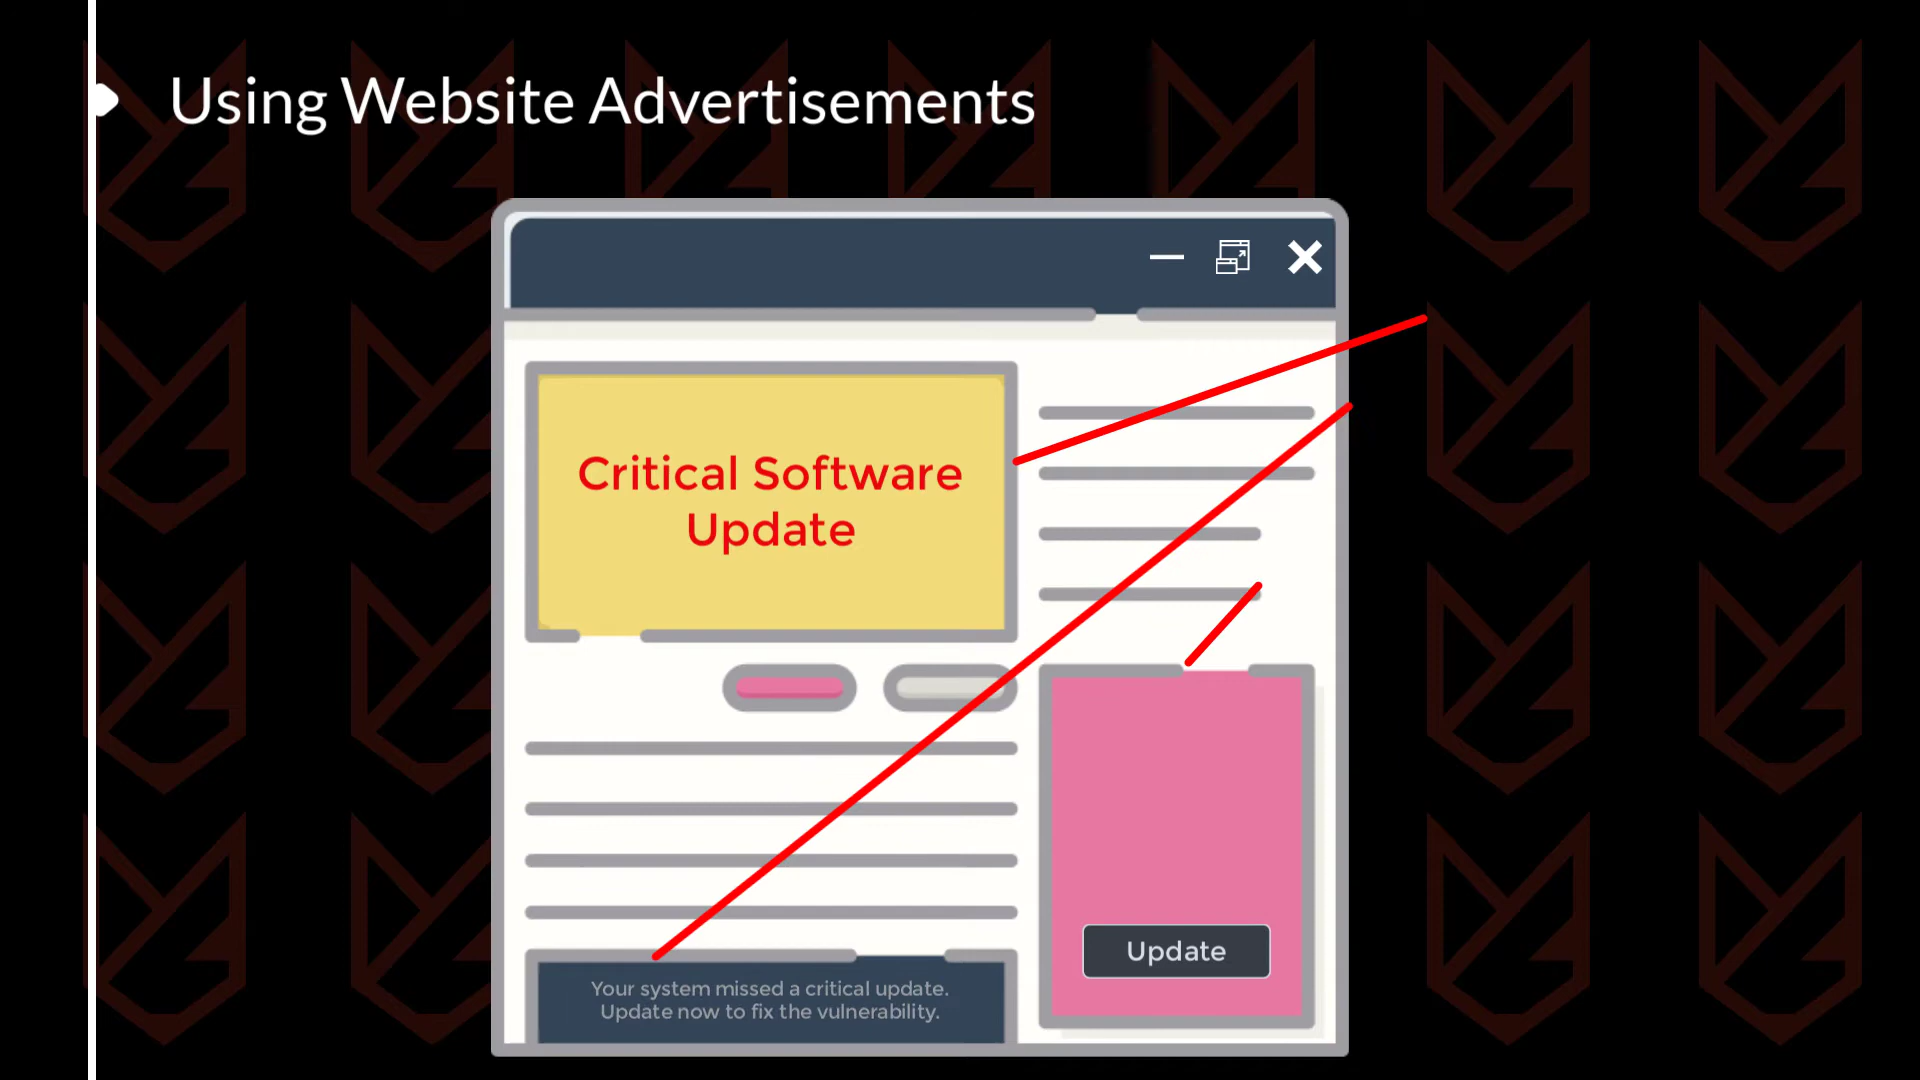 Using Website Advertisements
Critical Software
Update
Update
Your system missed a critical update.
Update now to fix the vulnerability.